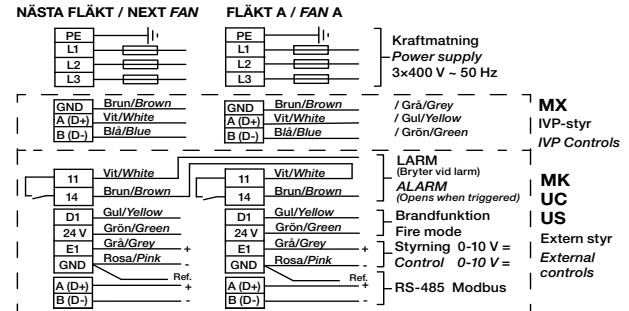 NÄSTA FLÄKT / NEXT FAN FLÄKT A / FAN A
PE PE
L1 L1
L2 L2
L3 L3
Kraftmatning
Power supply
3×400 V ~ 50 Hz
GND Brun/Brown GND Brun/Brown / Grå/Grey
A (D+) Vit/White A (D+) Vit/White / Gul/Yellow
B (D-) Blå/Blue B (D-) Blå/Blue / Grön/Green
MX
IVP-styr
IVP Controls
11 Vit/White 11 Vit/White
14 Brun/Brown 14 Brun/Brown
LARM
(Bryter vid larm)
ALARM
(Opens when triggered)
D1 Gul/Yellow D1 Gul/Yellow
24 V Grön/Green 24 V Grön/Green
Brandfunktion
Fire mode
E1 Grå/Grey + E1 Grå/Grey +
GND Rosa/Pink - GND Rosa/Pink -
Styrning 0-10 V =
Control 0-10 V =
Ref. Ref.
A (D+) + A (D+) +
B (D-) - B (D-) -
RS-485 Modbus
MK
UC
US
Extern styr
External
controls